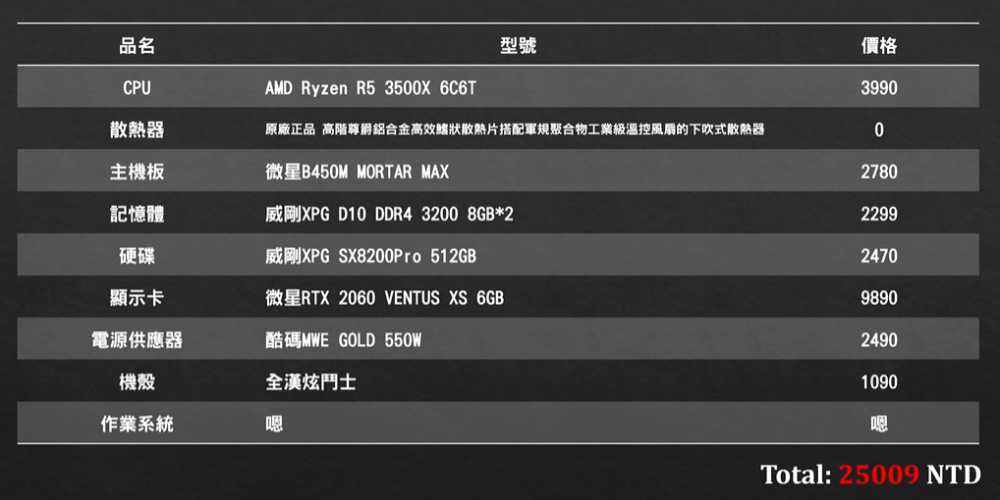 品名 型號 價格
CPU AMD Ryzen R5 3500X 6C6T 3990
散熱器 原廠正品 高階尊爵鋁合金高效鰭狀散熱片搭配軍規聚合物工業級溫控風扇的下吹式散熱器 0
主機板 微星B450M MORTAR MAX 2780
記憶體 威剛XPG D10 DDR4 3200 8GB*2 2299
硬碟 威剛XPG SX8200Pro 512GB 2470
顯示卡 微星RTX 2060 VENTUS XS 6GB 9890
電源供應器 酷碼MWE GOLD 550W 2490
機殼 全漢炫鬥士 1090
作業系統 嗯 嗯
Total: 25009 NTD